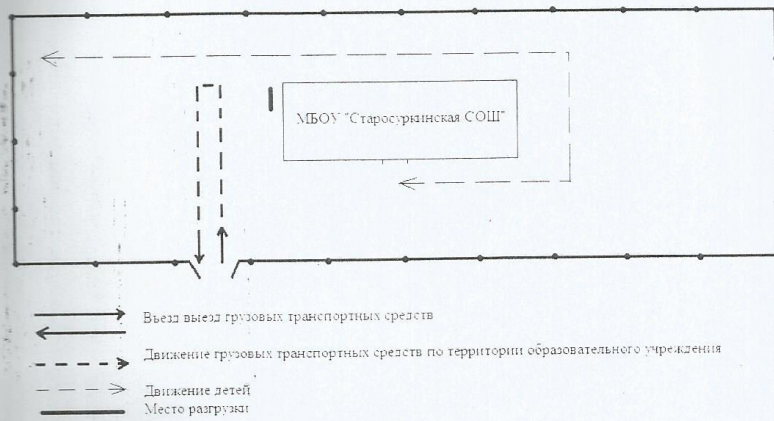 МБОУ "Старосуркинская СОШ"
Въезд выезд грузовых транспортных средств
Движение грузовых транспортных средств по территории образовательного учреждения
Движение детей
Место разгрузки